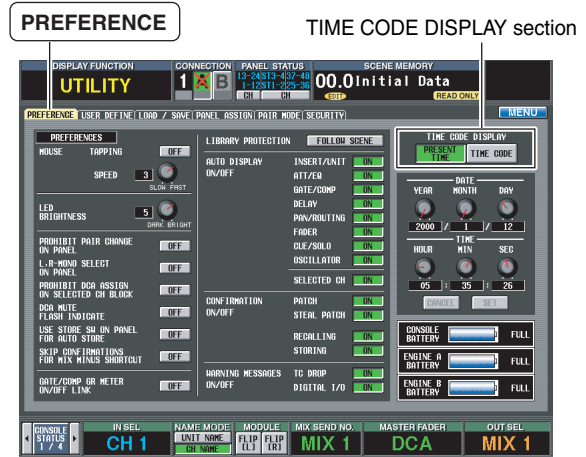 PREFERENCE
TIME CODE DISPLAY section
DISPLAY FUNCTION
UTILITY
CONNECTION
1 X B
PANEL STATUS
13-24 ST3-4 37-48
1-12 ST1-2 25-36
CH CH
SCENE MEMORY
00.0 Initial Data
EDIT
READ ONLY
PREFERENCE USER DEFINE LOAD / SAVE PANEL ASSIGN PAIR MODE SECURITY
MENU
PREFERENCES
MOUSE TAPPING OFF
SPEED 3
SLOW FAST
LED
BRIGHTNESS 5
DARK BRIGHT
PROHIBIT PAIR CHANGE
ON PANEL OFF
L,R-MONO SELECT
ON PANEL OFF
PROHIBIT DCA ASSIGN
ON SELECTED CH BLOCK OFF
DCA MUTE
FLASH INDICATE OFF
USE STORE SW ON PANEL
FOR AUTO STORE OFF
SKIP CONFIRMATIONS
FOR MIX MINUS SHORTCUT OFF
GATE/COMP GR METER
ON/OFF LINK OFF
LIBRARY PROTECTION FOLLOW SCENE
AUTO DISPLAY
ON/OFF
INSERT/UNIT ON
ATT/EQ ON
GATE/COMP ON
DELAY ON
PAN/ROUTING ON
FADER ON
CUE/SOLO ON
OSCILLATOR ON
SELECTED CH ON
CONFIRMATION
ON/OFF
PATCH ON
STEAL PATCH ON
RECALLING ON
STORING ON
WARNING MESSAGES
ON/OFF
TC DROP ON
DIGITAL I/O ON
TIME CODE DISPLAY
PRESENT
TIME
TIME CODE
DATE
YEAR MONTH DAY
2000 / 1 / 12
TIME
HOUR MIN SEC
05 : 35 : 26
CANCEL SET
CONSOLE
BATTERY FULL
ENGINE A
BATTERY FULL
ENGINE B
BATTERY FULL
CONSOLE
STATUS
1 / 4
IN SEL
CH 1
NAME MODE
UNIT NAME
CH NAME
MODULE
FLIP [L] FLIP [R]
MIX SEND NO.
MIX 1
MASTER FADER
DCA
OUT SEL
MIX 1